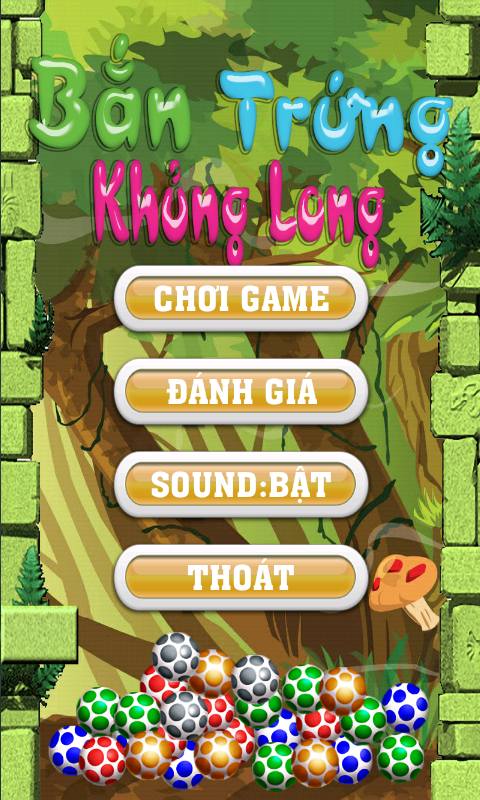 Bắn Trứng
Khủng Long
CHƠI GAME
ĐÁNH GIÁ
SOUND:BẬT
THOÁT